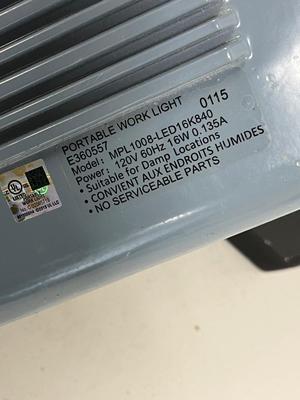 PORTABLE WORK LIGHT 0115
E360557
Model: MPL1008-LED16K840
Power: 120V 60Hz 16W 0.135A
• Suitable for Damp Locations
• CONVIENT AUX ENDROITS HUMIDES
• NO SERVICEABLE PARTS
UL